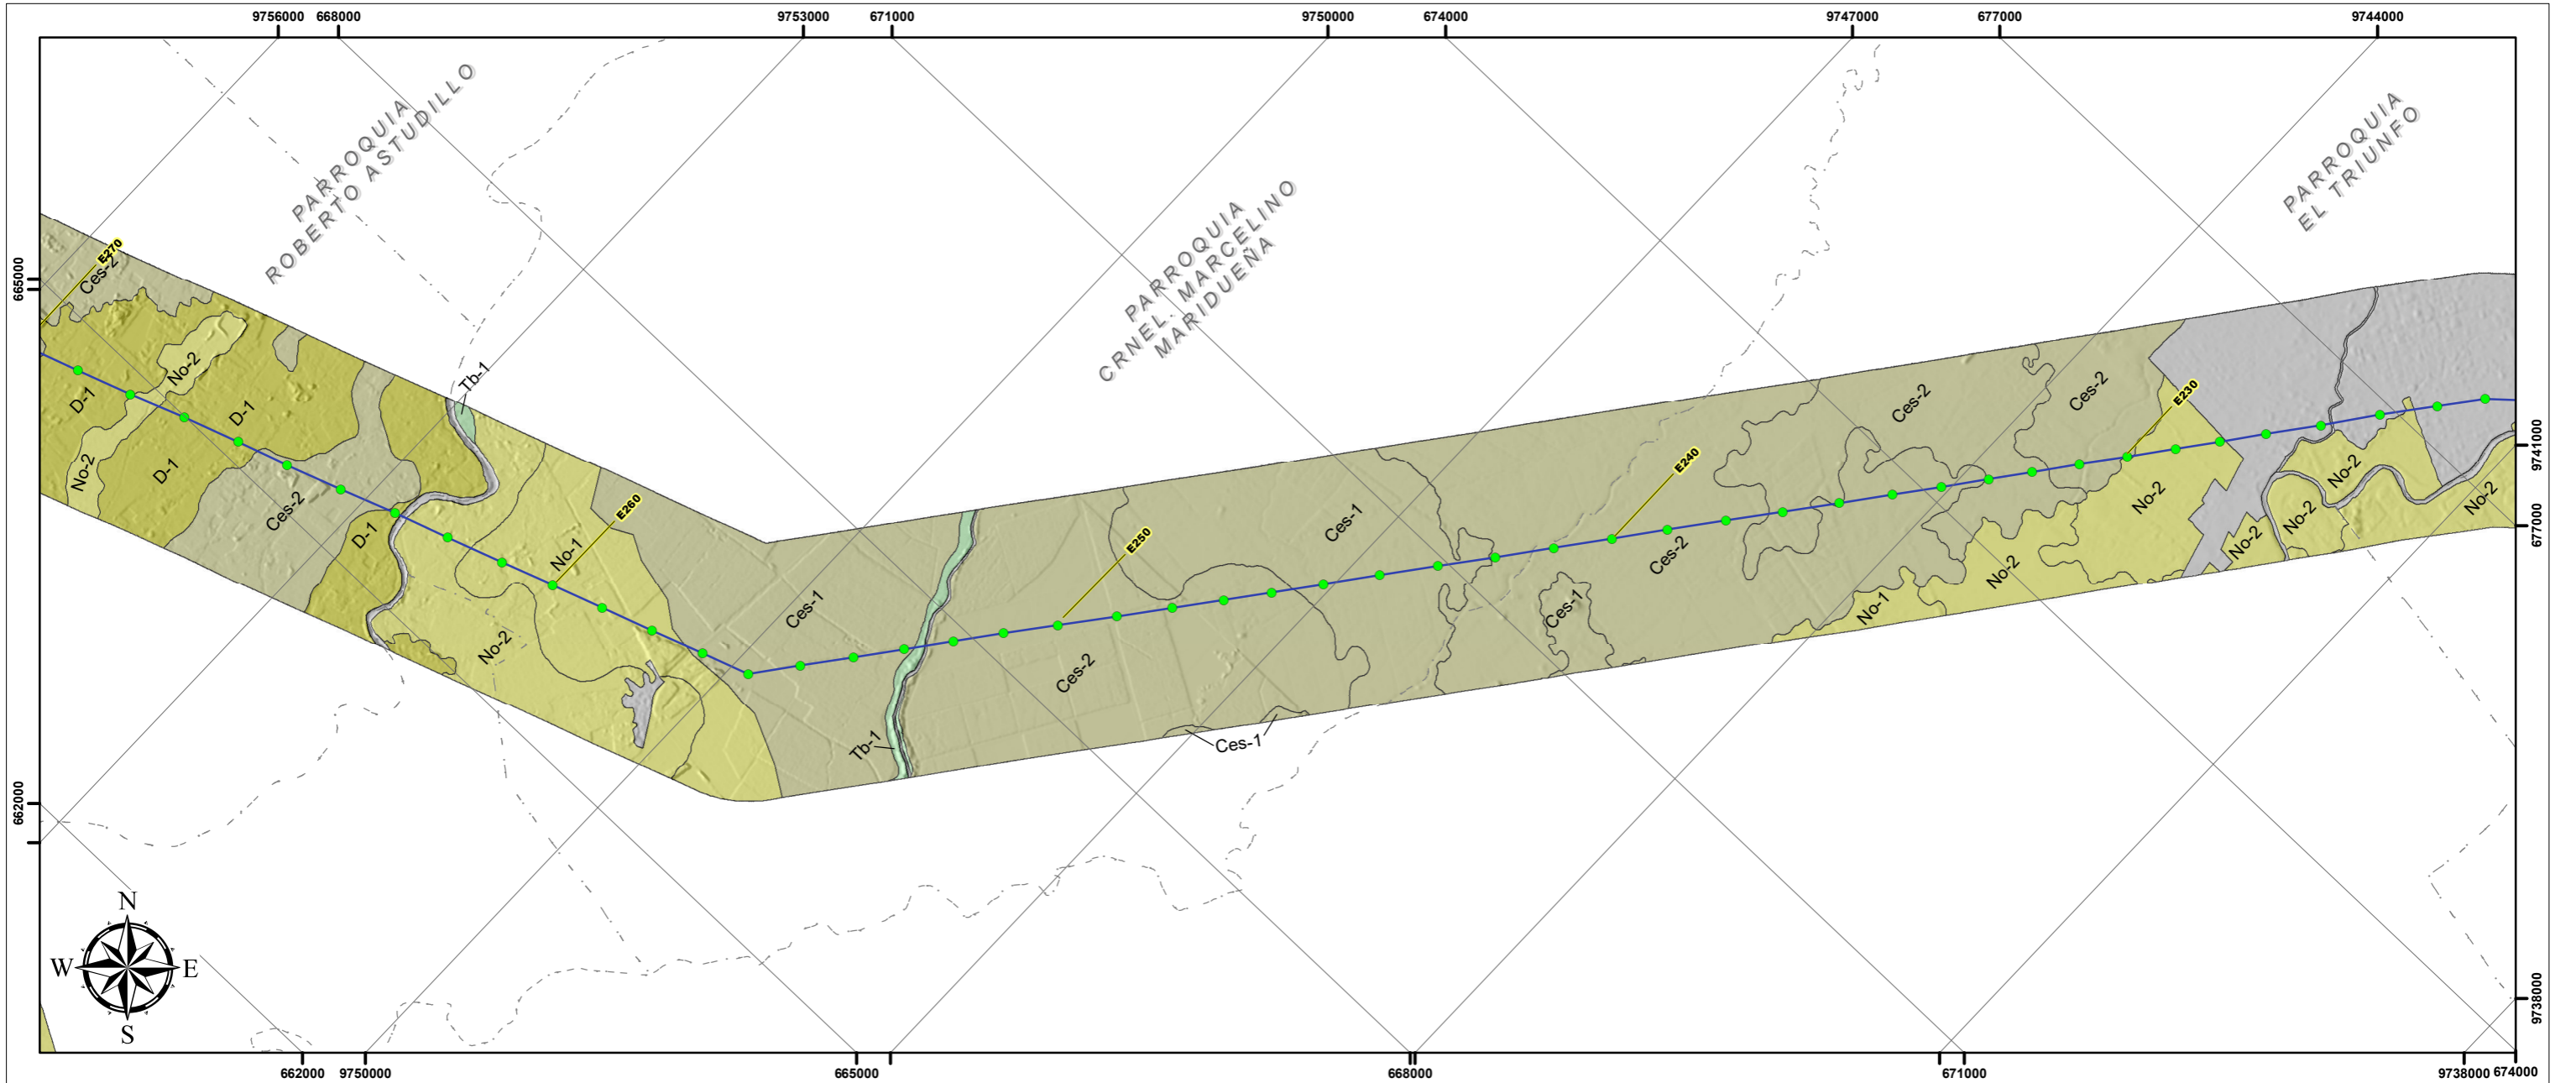 9756000 668000 9753000 671000 9750000 674000 9747000 677000 9744000
PARROQUIA
ROBERTO ASTUDILLO
PARROQUIA
CRNEL. MARCELINO
MARIDUEÑA
PARROQUIA
EL TRIUNFO
665000
662000
9741000
677000
9738000
E270
Ces-2
No-2
D-1
D-1
No-2
D-1
Ces-2
D-1
Tb-1
No-1
E260
No-2
Ces-1
Tb-1
E250
Ces-2
Ces-1
Ces-1
E240
Ces-2
Ces-1
Ces-2
Ces-2
E230
No-2
No-2
No-1
No-2
No-2
No-2
No-2
N
W E
S
662000 9750000 665000 668000 671000 9738000 674000